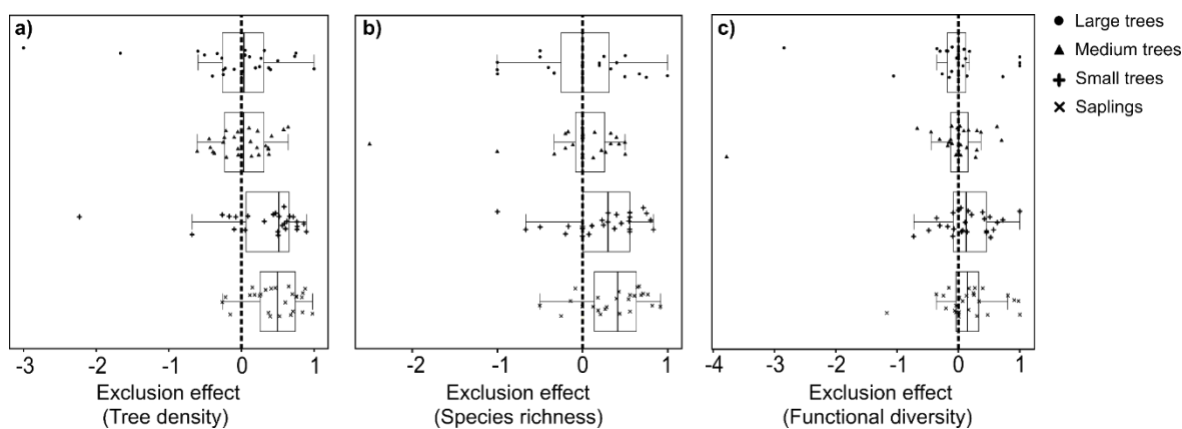 a)
b)
c)
Large trees
Medium trees
Small trees
Saplings
-3 -2 -1 0 1
-2 -1 0 1
-4 -3 -2 -1 0 1
Exclusion effect
(Tree density)
Exclusion effect
(Species richness)
Exclusion effect
(Functional diversity)